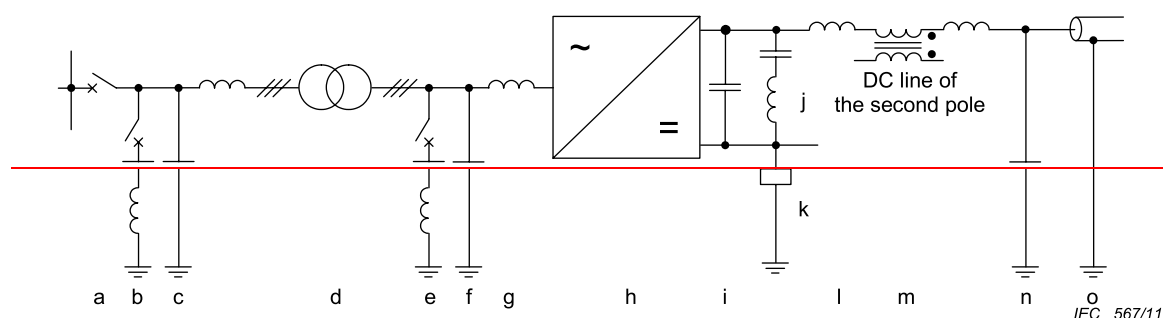 ~
=
j
DC line of
the second pole
k
a b c d e f g h i l m n o
IEC 567/11